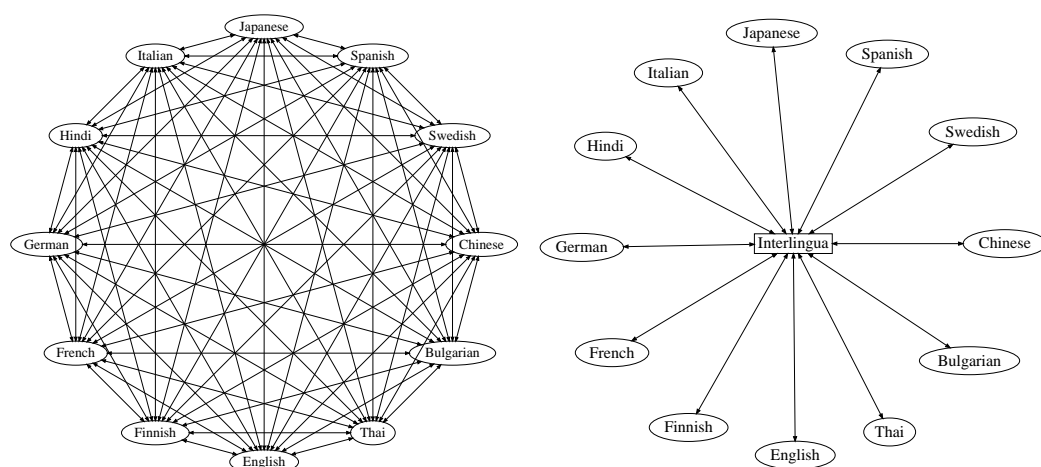 Japanese
Italian
Spanish
Hindi
Swedish
German
Chinese
French
Bulgarian
Finnish
Thai
English
Japanese
Spanish
Italian
Swedish
Hindi
German
Interlingua
Chinese
French
Bulgarian
Finnish
Thai
English